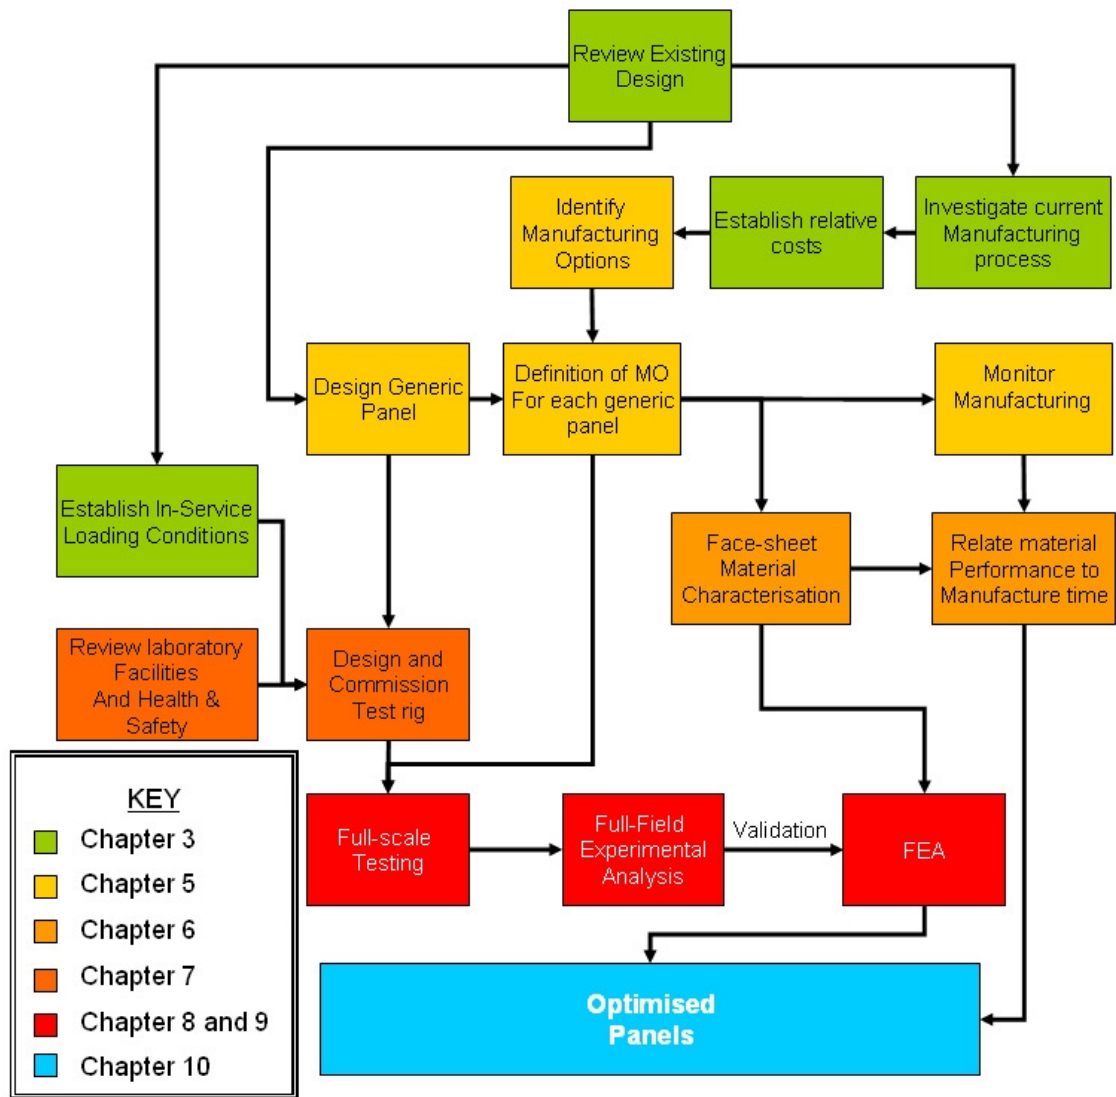 Review Existing
Design
Identify
Manufacturing
Options
Establish relative
costs
Investigate current
Manufacturing
process
Design Generic
Panel
Definition of MO
For each generic
panel
Monitor
Manufacturing
Establish In-Service
Loading Conditions
Face-sheet
Material
Characterisation
Relate material
Performance to
Manufacture time
Review laboratory
Facilities
And Health &
Safety
Design and
Commission
Test rig
Full-scale
Testing
Full-Field
Experimental
Analysis
Validation
FEA
KEY
Chapter 3
Chapter 5
Chapter 6
Chapter 7
Chapter 8 and 9
Chapter 10
Optimised
Panels